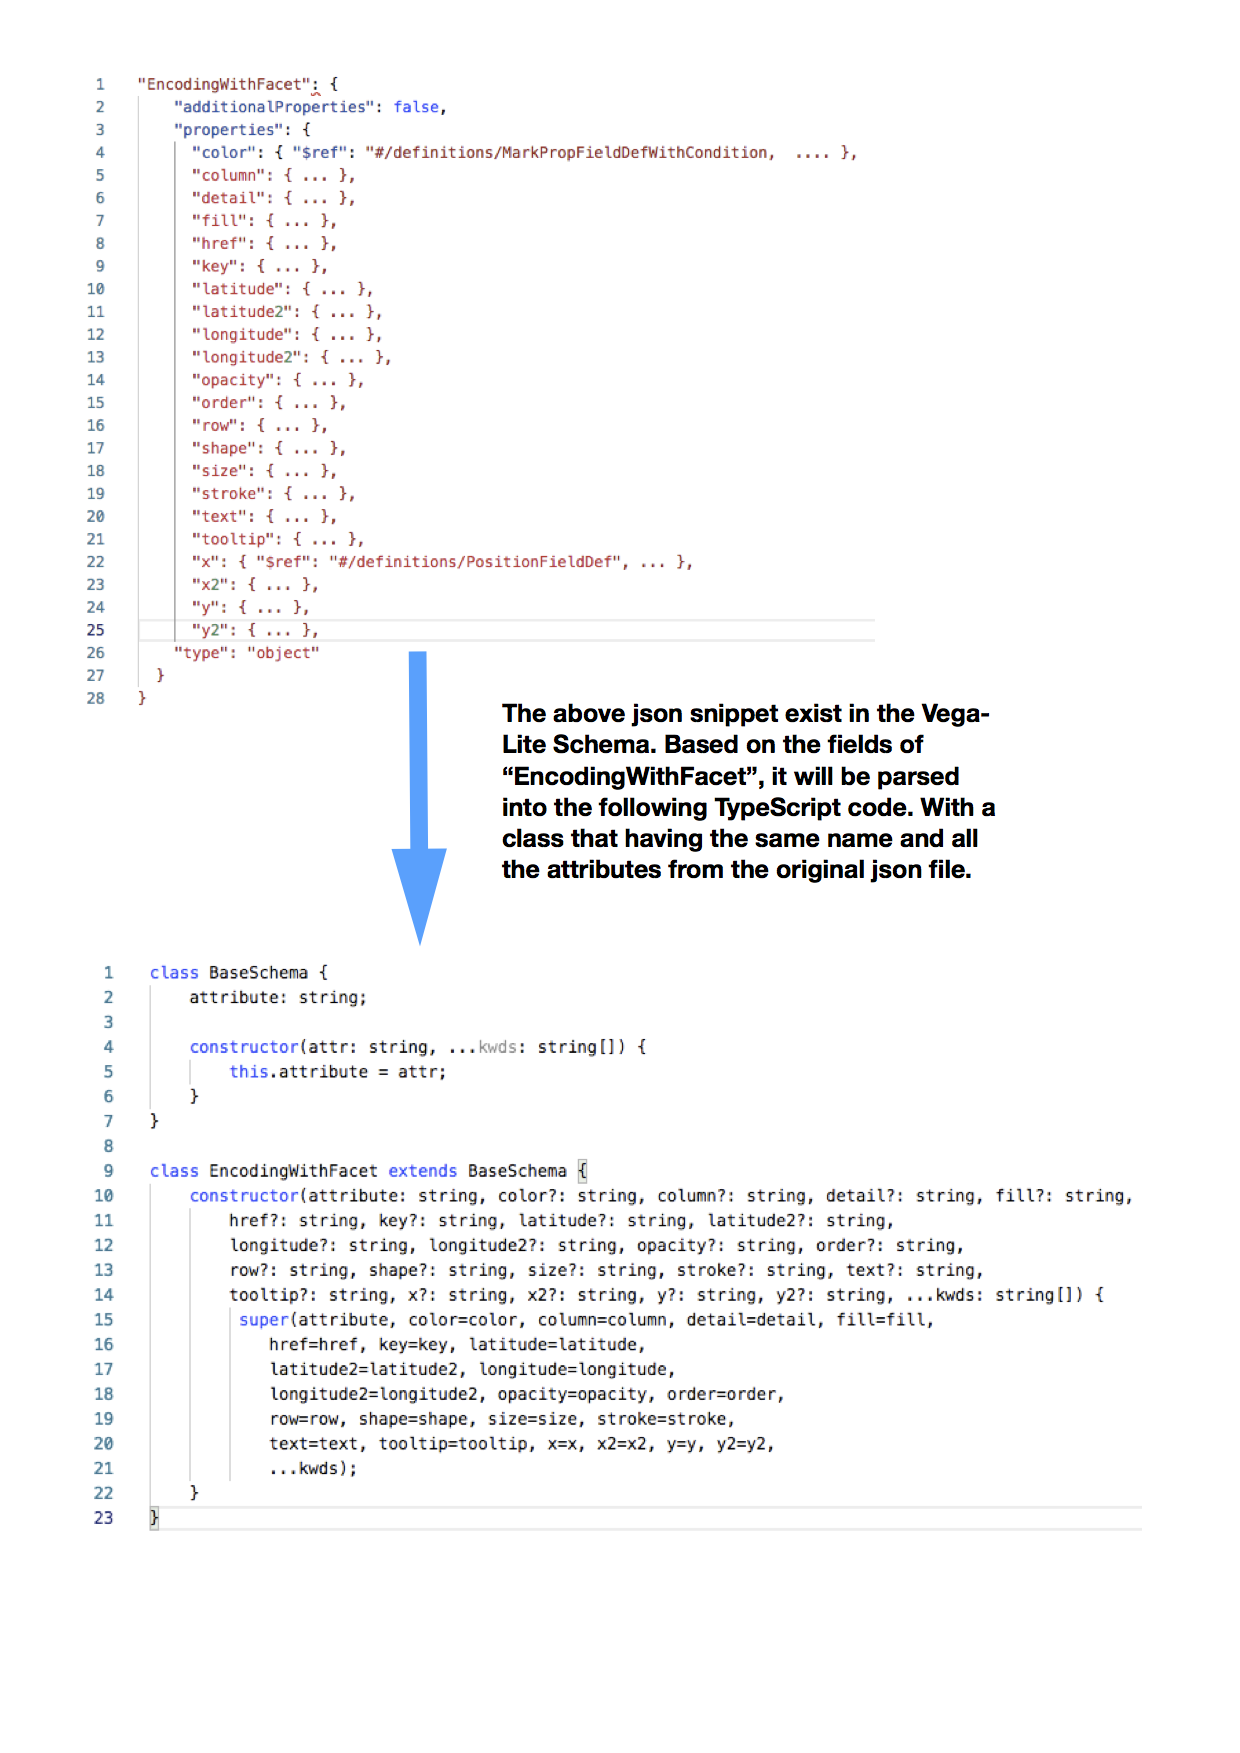 1 "EncodingWithFacet": {
2 "additionalProperties": false,
3 "properties": {
4 "color": { "$ref": "#/definitions/MarkPropFieldDefWithCondition, .... },
5 "column": { ... },
6 "detail": { ... },
7 "fill": { ... },
8 "href": { ... },
9 "key": { ... },
10 "latitude": { ... },
11 "latitude2": { ... },
12 "longitude": { ... },
13 "longitude2": { ... },
14 "opacity": { ... },
15 "order": { ... },
16 "row": { ... },
17 "shape": { ... },
18 "size": { ... },
19 "stroke": { ... },
20 "text": { ... },
21 "tooltip": { ... },
22 "x": { "$ref": "#/definitions/PositionFieldDef", ... },
23 "x2": { ... },
24 "y": { ... },
25 "y2": { ... },
26 "type": "object"
27 }
28 }
The above json snippet exist in the Vega-
Lite Schema. Based on the fields of
“EncodingWithFacet”, it will be parsed
into the following TypeScript code. With a
class that having the same name and all
the attributes from the original json file.
1 class BaseSchema {
2 attribute: string;
3
4 constructor(attr: string, ...kwds: string[]) {
5 this.attribute = attr;
6 }
7 }
8
9 class EncodingWithFacet extends BaseSchema {
10 constructor(attribute: string, color?: string, column?: string, detail?: string, fill?: string,
11 href?: string, key?: string, latitude?: string, latitude2?: string,
12 longitude?: string, longitude2?: string, opacity?: string, order?: string,
13 row?: string, shape?: string, size?: string, stroke?: string, text?: string,
14 tooltip?: string, x?: string, x2?: string, y?: string, y2?: string, ...kwds: string[]) {
15 super(attribute, color=color, column=column, detail=detail, fill=fill,
16 href=href, key=key, latitude=latitude,
17 latitude2=latitude2, longitude=longitude,
18 longitude2=longitude2, opacity=opacity, order=order,
19 row=row, shape=shape, size=size, stroke=stroke,
20 text=text, tooltip=tooltip, x=x, x2=x2, y=y, y2=y2,
21 ...kwds);
22 }
23 }